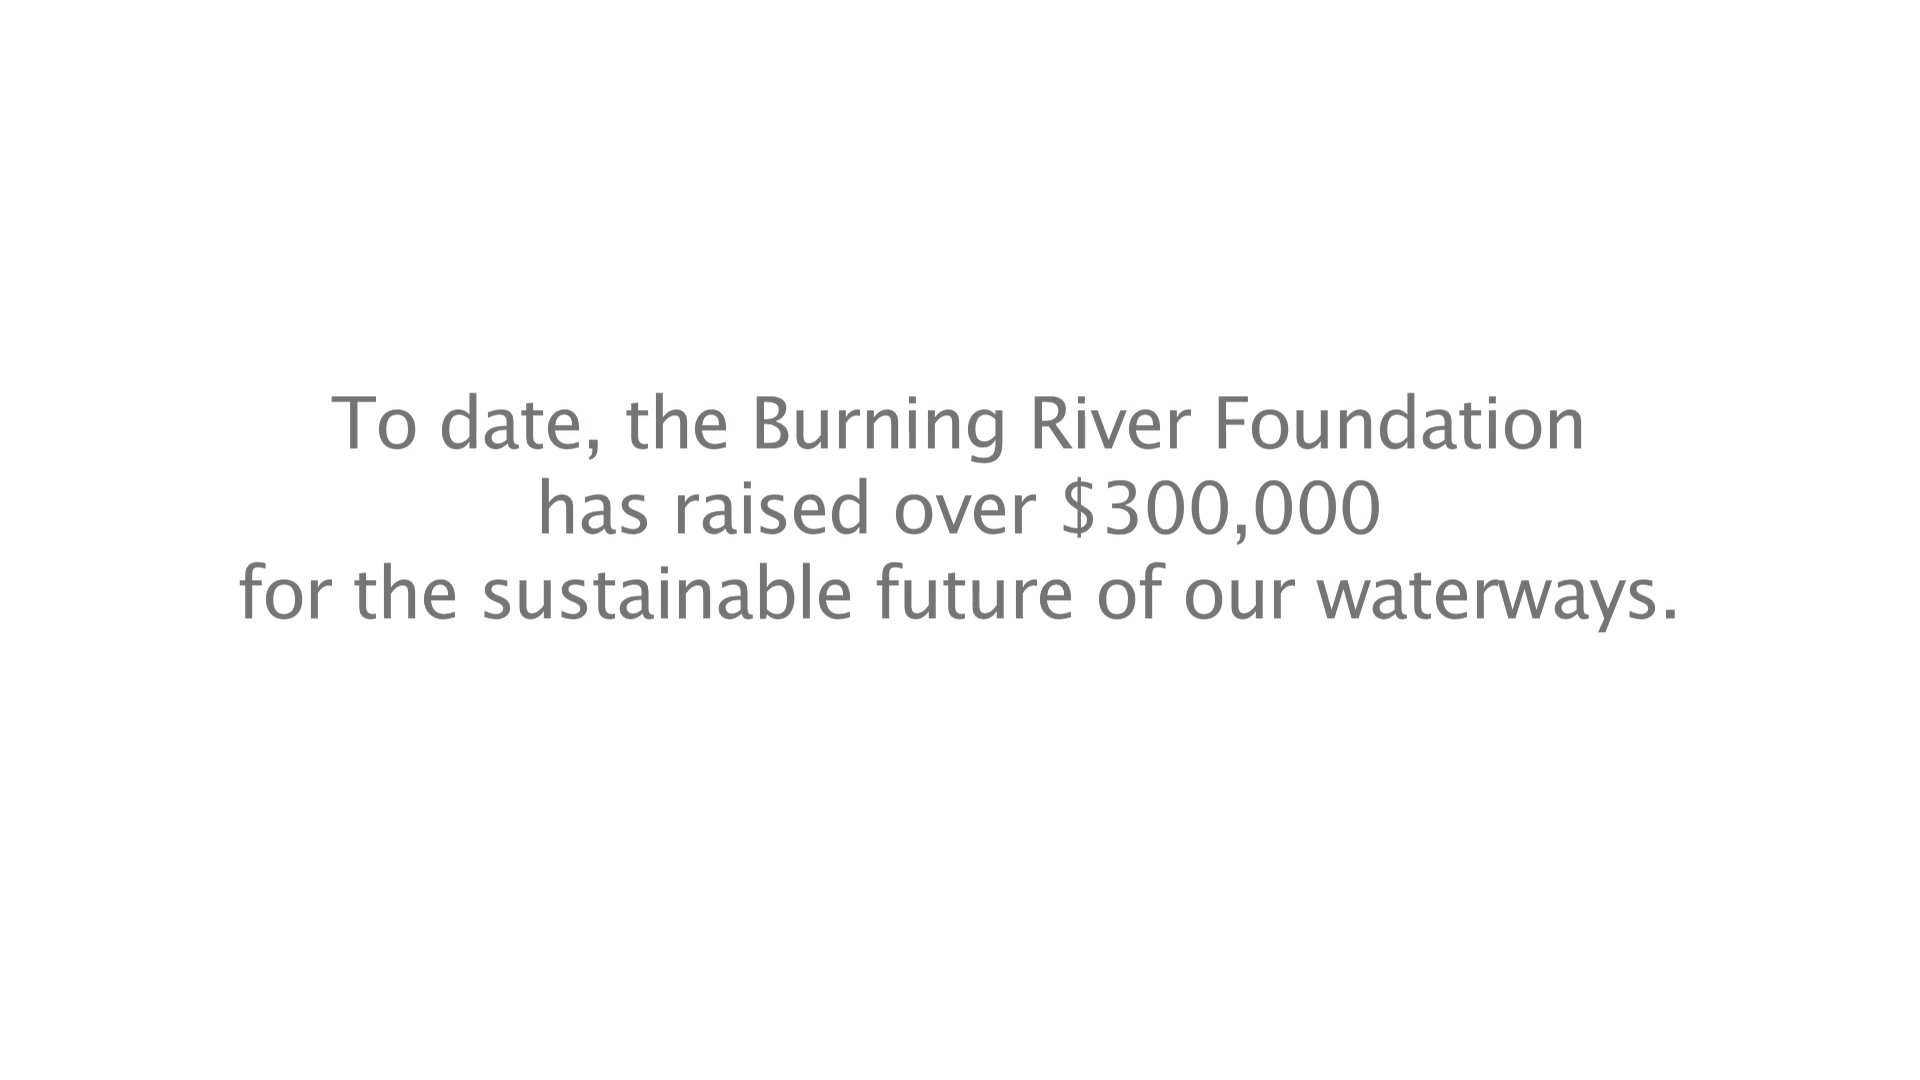 To date, the Burning River Foundation
has raised over $300,000
for the sustainable future of our waterways.